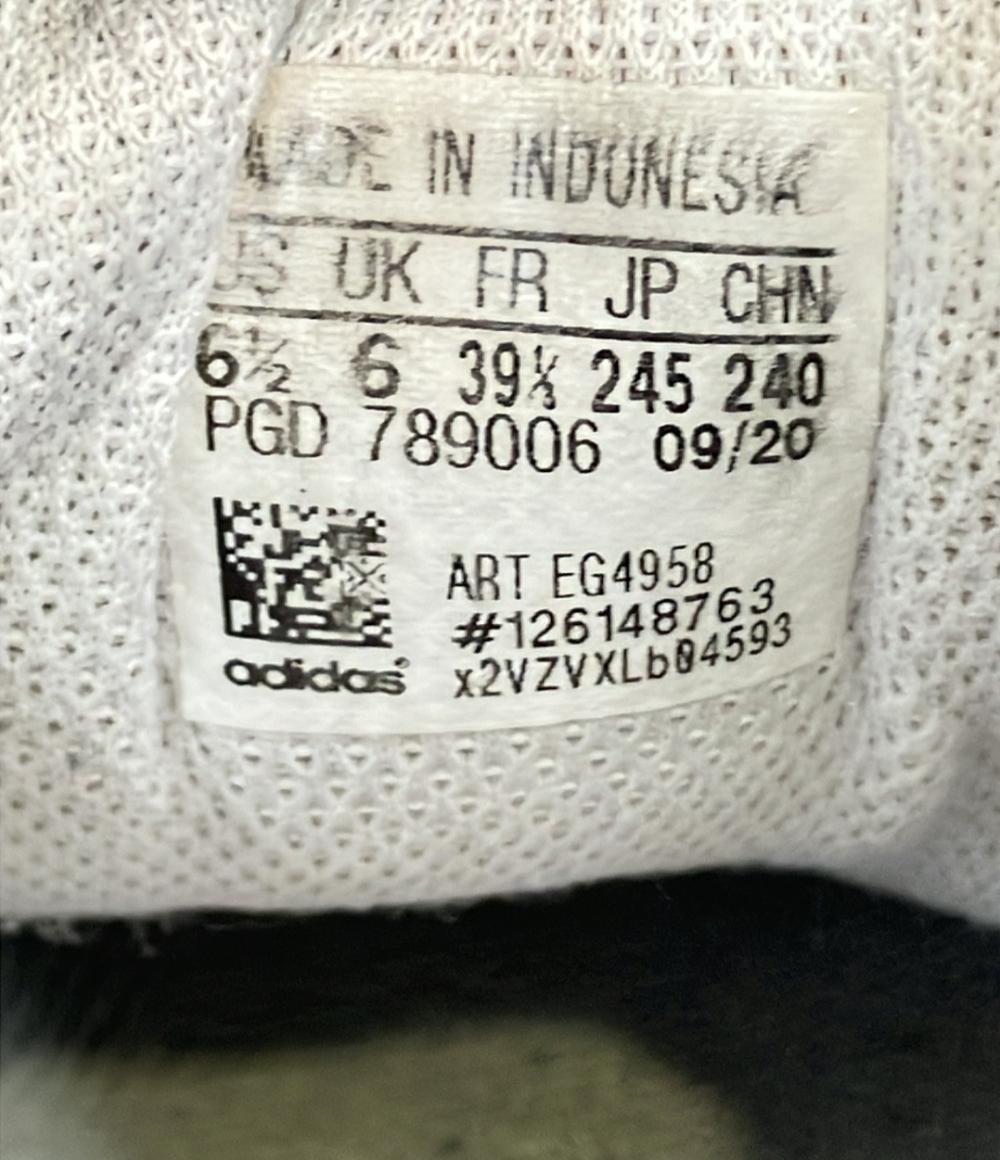 MADE IN INDONESIA
US UK FR JP CHN
6½ 6 39⅓ 245 240
PGD 789006 09/20
ART EG4958
#126148763
x2VZVXLb04593
adidas